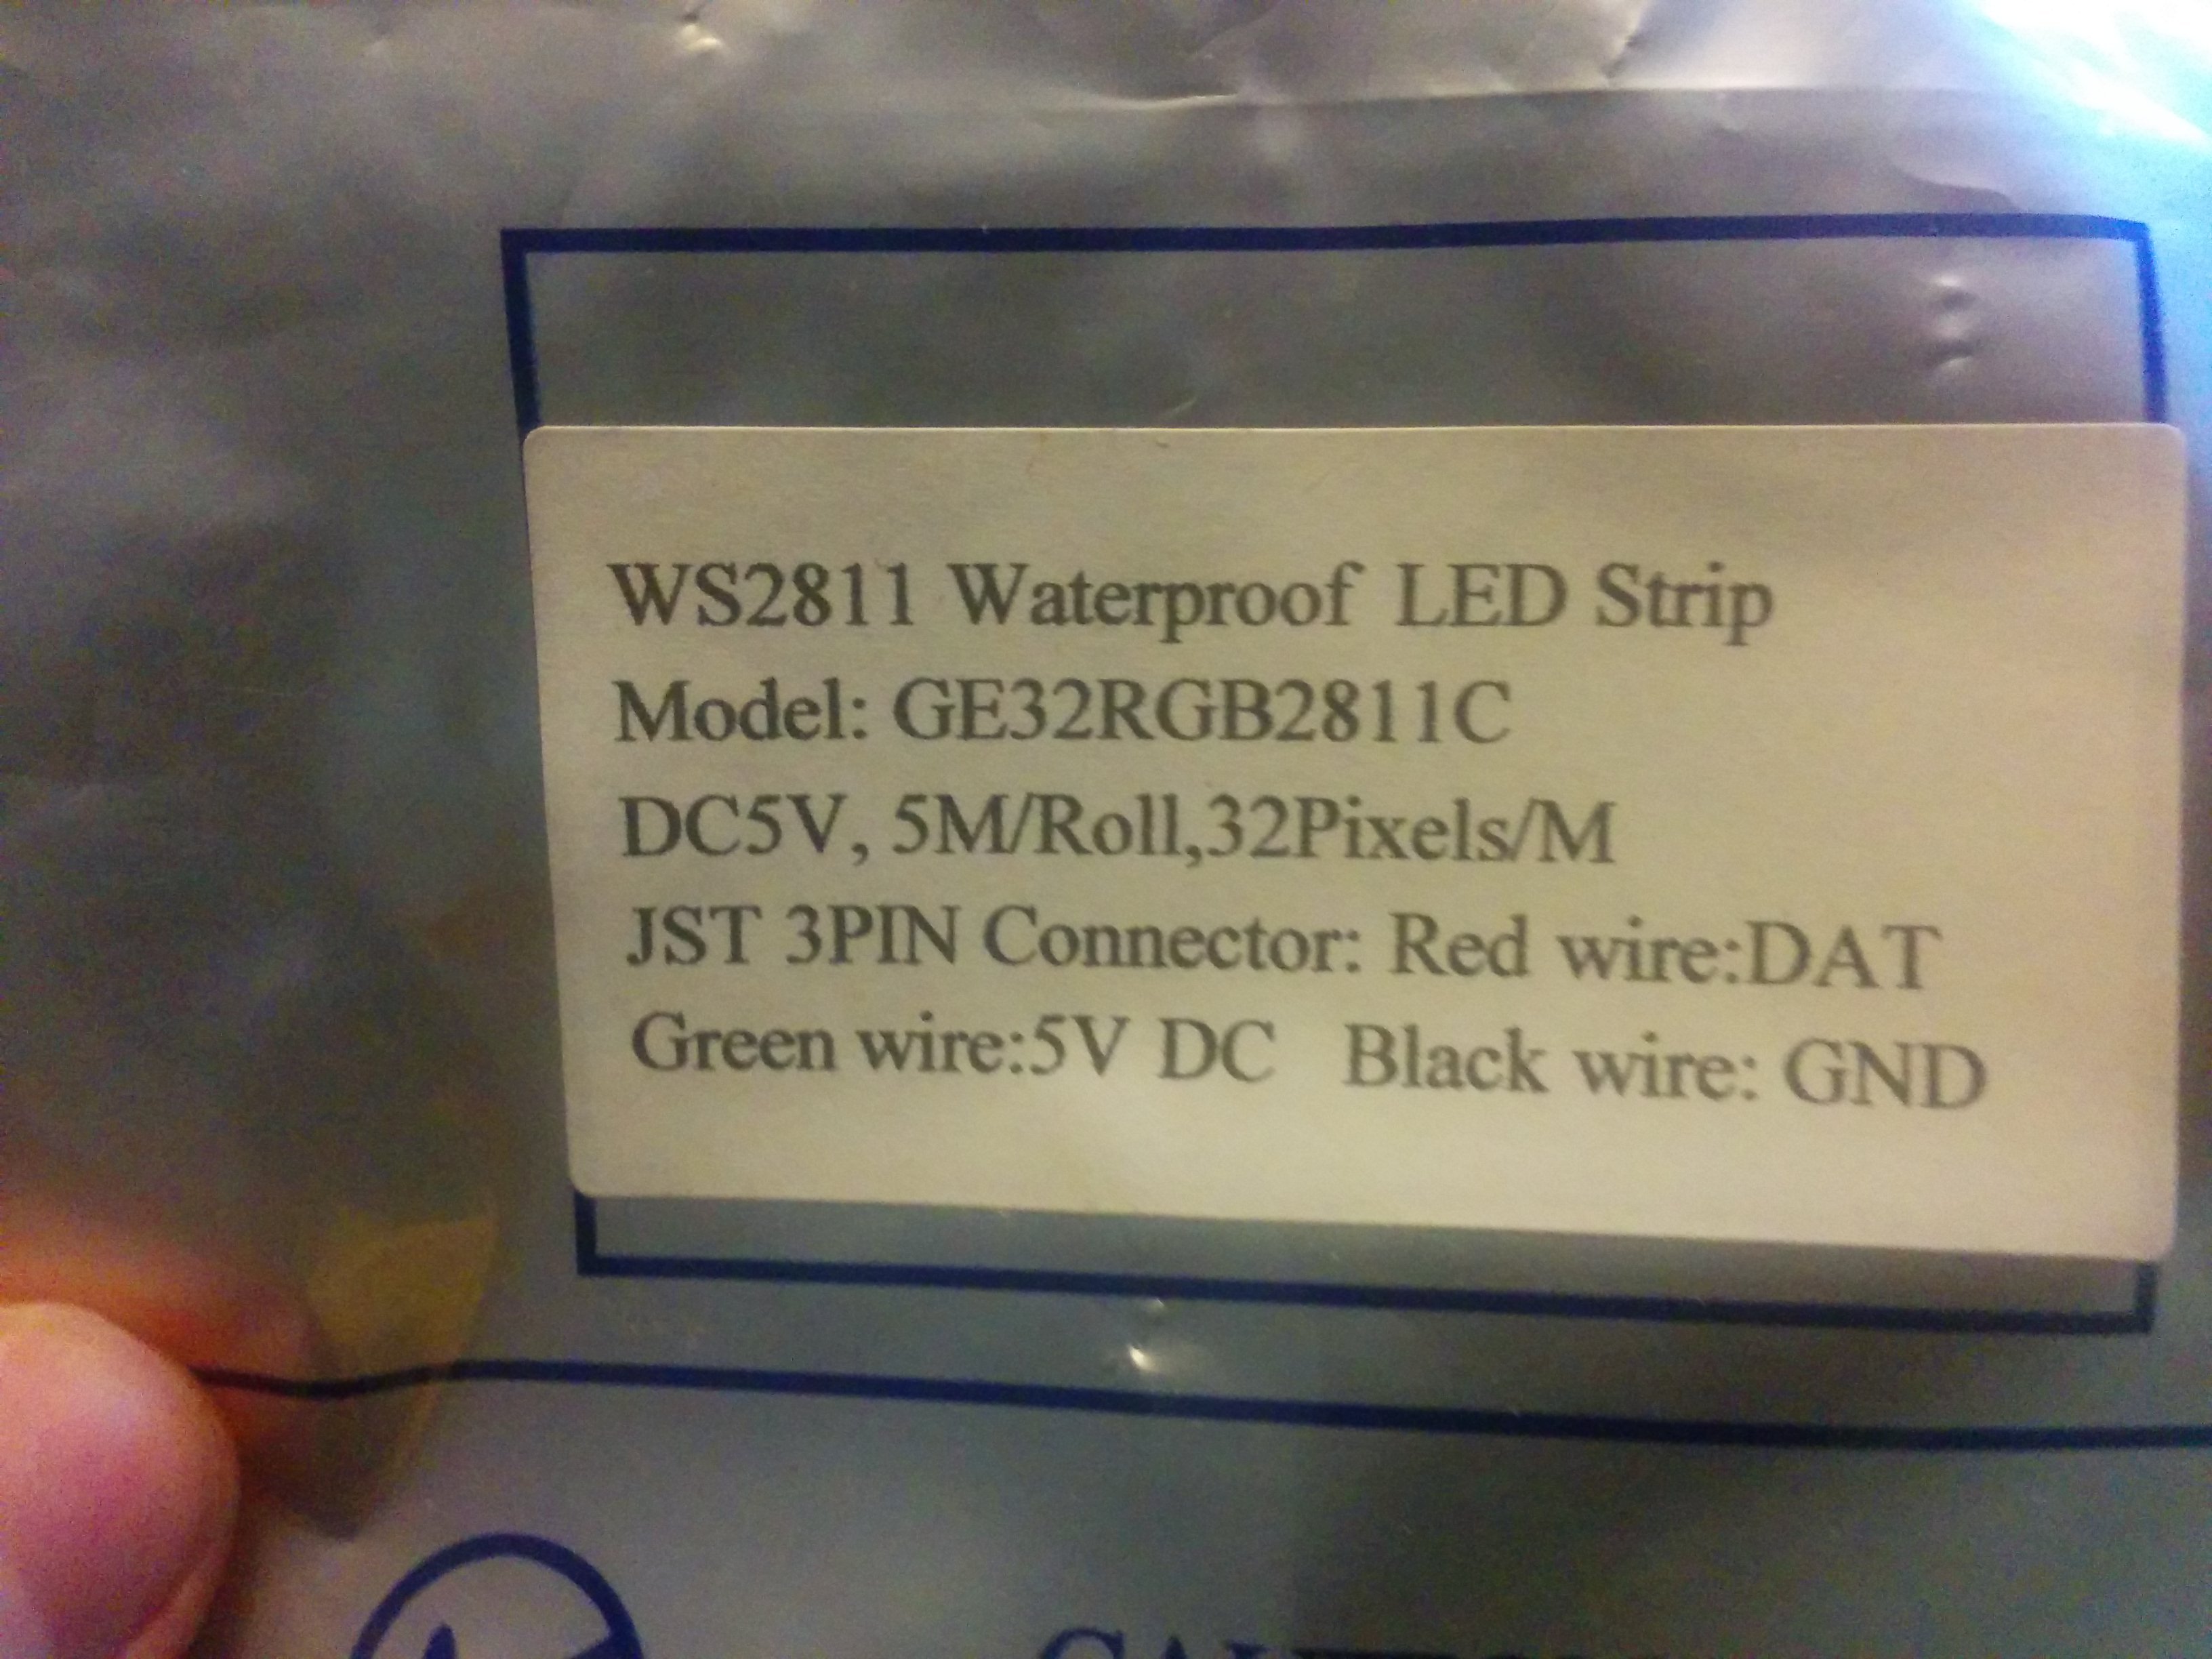 WS2811 Waterproof LED Strip
Model: GE32RGB2811C
DC5V, 5M/Roll,32Pixels/M
JST 3PIN Connector: Red wire:DAT
Green wire:5V DC Black wire: GND